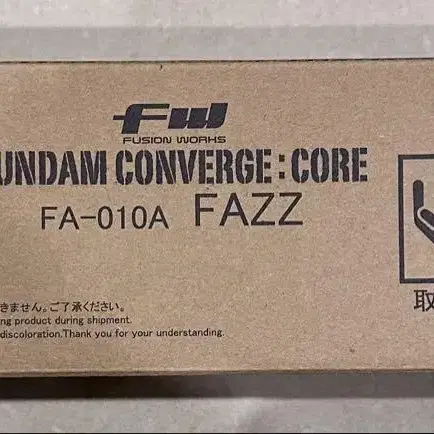 FW
FUSION WORKS
UNDAM CONVERGE:CORE
FA-010A FAZZ
きません。ご了承ください。
ng product during shipment.
discoloration.Thank you for your understanding.
取